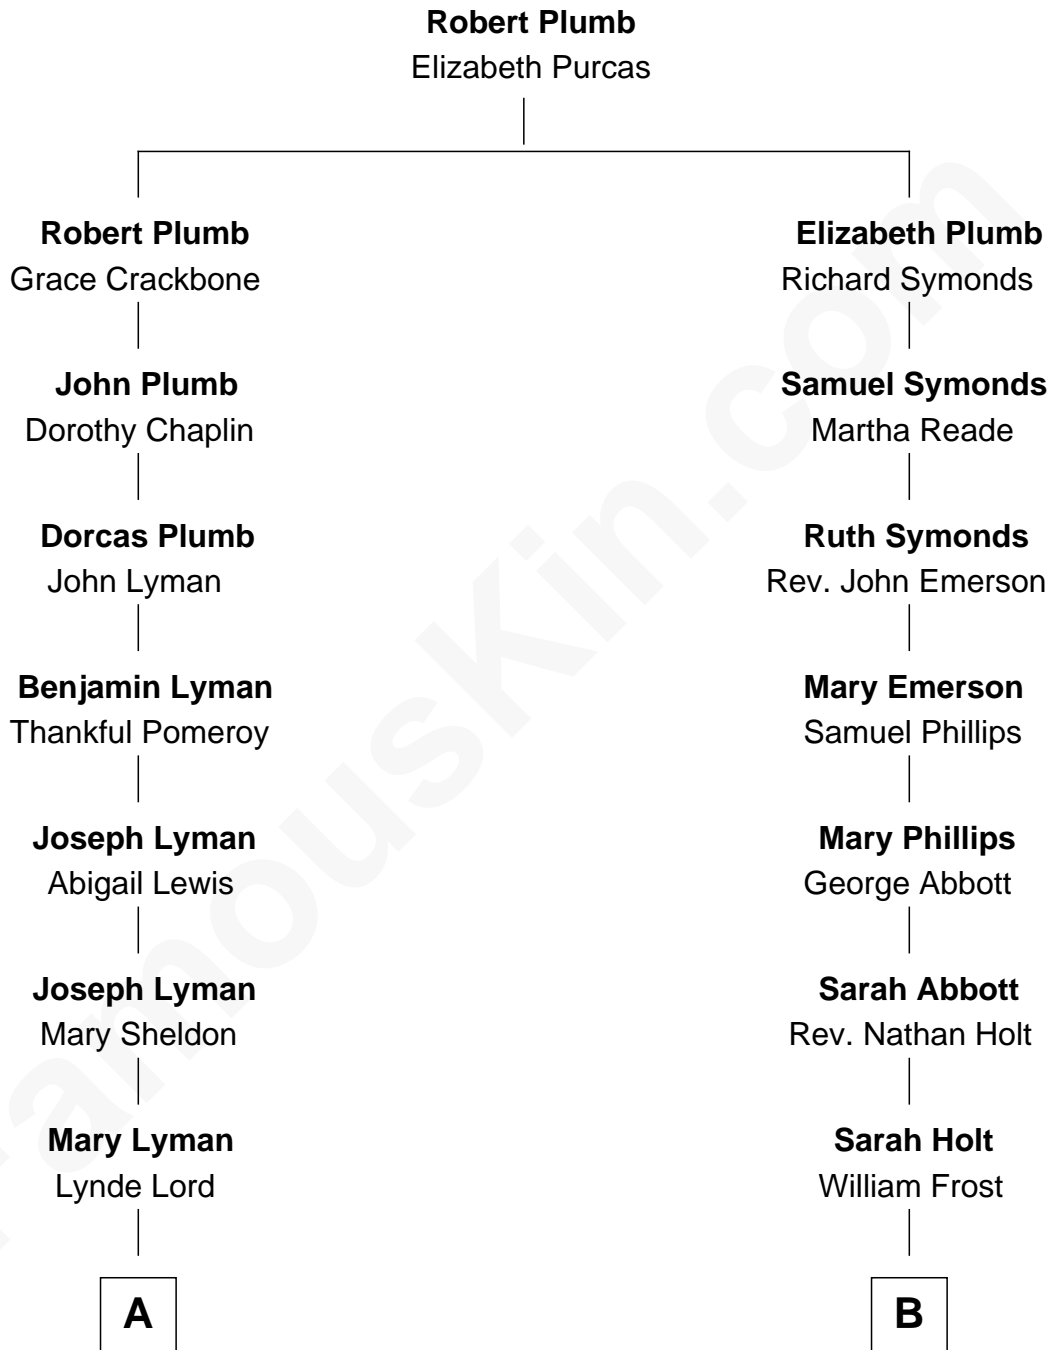 Robert Plumb
Elizabeth Purcas
Robert Plumb
Grace Crackbone
John Plumb
Dorothy Chaplin
Dorcas Plumb
John Lyman
Benjamin Lyman
Thankful Pomeroy
Joseph Lyman
Abigail Lewis
Joseph Lyman
Mary Sheldon
Mary Lyman
Lynde Lord
A
Elizabeth Plumb
Richard Symonds
Samuel Symonds
Martha Reade
Ruth Symonds
Rev. John Emerson
Mary Emerson
Samuel Phillips
Mary Phillips
George Abbott
Sarah Abbott
Rev. Nathan Holt
Sarah Holt
William Frost
B
FamousKin.com